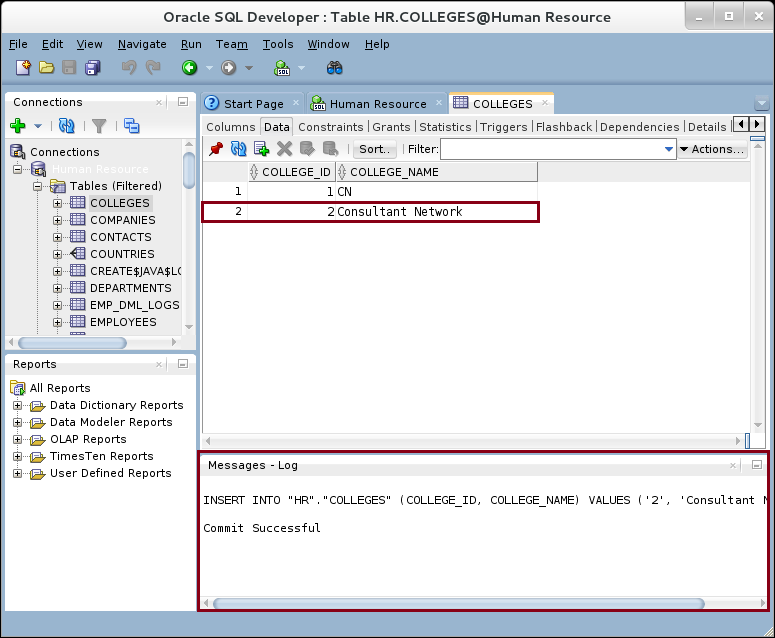 Oracle SQL Developer : Table HR.COLLEGES@Human Resource
File Edit View Navigate Run Team Tools Window Help
Connections
Connections
Human Resource
Tables (Filtered)
COLLEGES
COMPANIES
CONTACTS
COUNTRIES
CREATE$JAVA$LO
DEPARTMENTS
EMP_DML_LOGS
EMPLOYEES
Reports
All Reports
Data Dictionary Reports
Data Modeler Reports
OLAP Reports
TimesTen Reports
User Defined Reports
Start Page Human Resource COLLEGES
Columns Data Constraints Grants Statistics Triggers Flashback Dependencies Details
Sort.. Filter: Actions...
COLLEGE_ID COLLEGE_NAME
1 1 CN
2 2 Consultant Network
Messages - Log
INSERT INTO "HR"."COLLEGES" (COLLEGE_ID, COLLEGE_NAME) VALUES ('2', 'Consultant N
Commit Successful